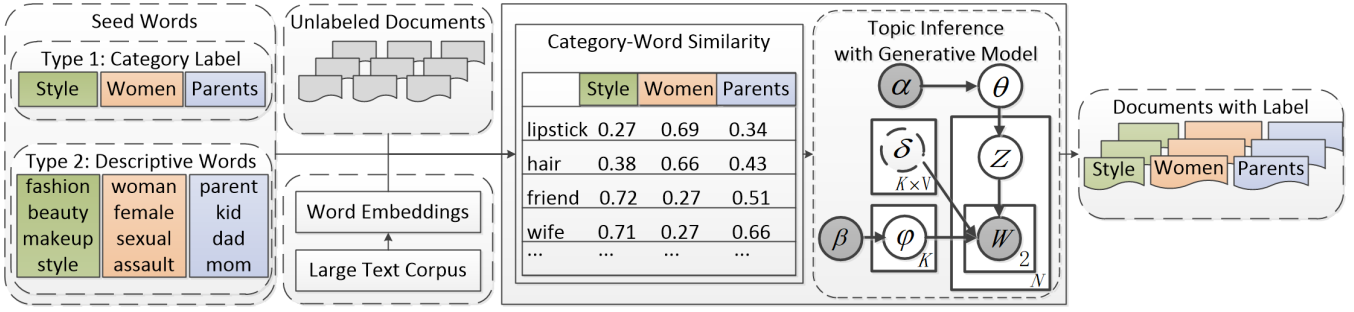 Seed Words
Type 1: Category Label
Style Women Parents
Type 2: Descriptive Words
fashion woman parent
beauty female kid
makeup sexual dad
style assault mom
Unlabeled Documents
Word Embeddings
Large Text Corpus
Category-Word Similarity
Style Women Parents
lipstick 0.27 0.69 0.34
hair 0.38 0.66 0.43
friend 0.72 0.27 0.51
wife 0.71 0.27 0.66
... ... ... ...
Topic Inference
with Generative Model
α θ
δ Z
K×V
β φ W
K 2
N
Documents with Label
Style Women Parents